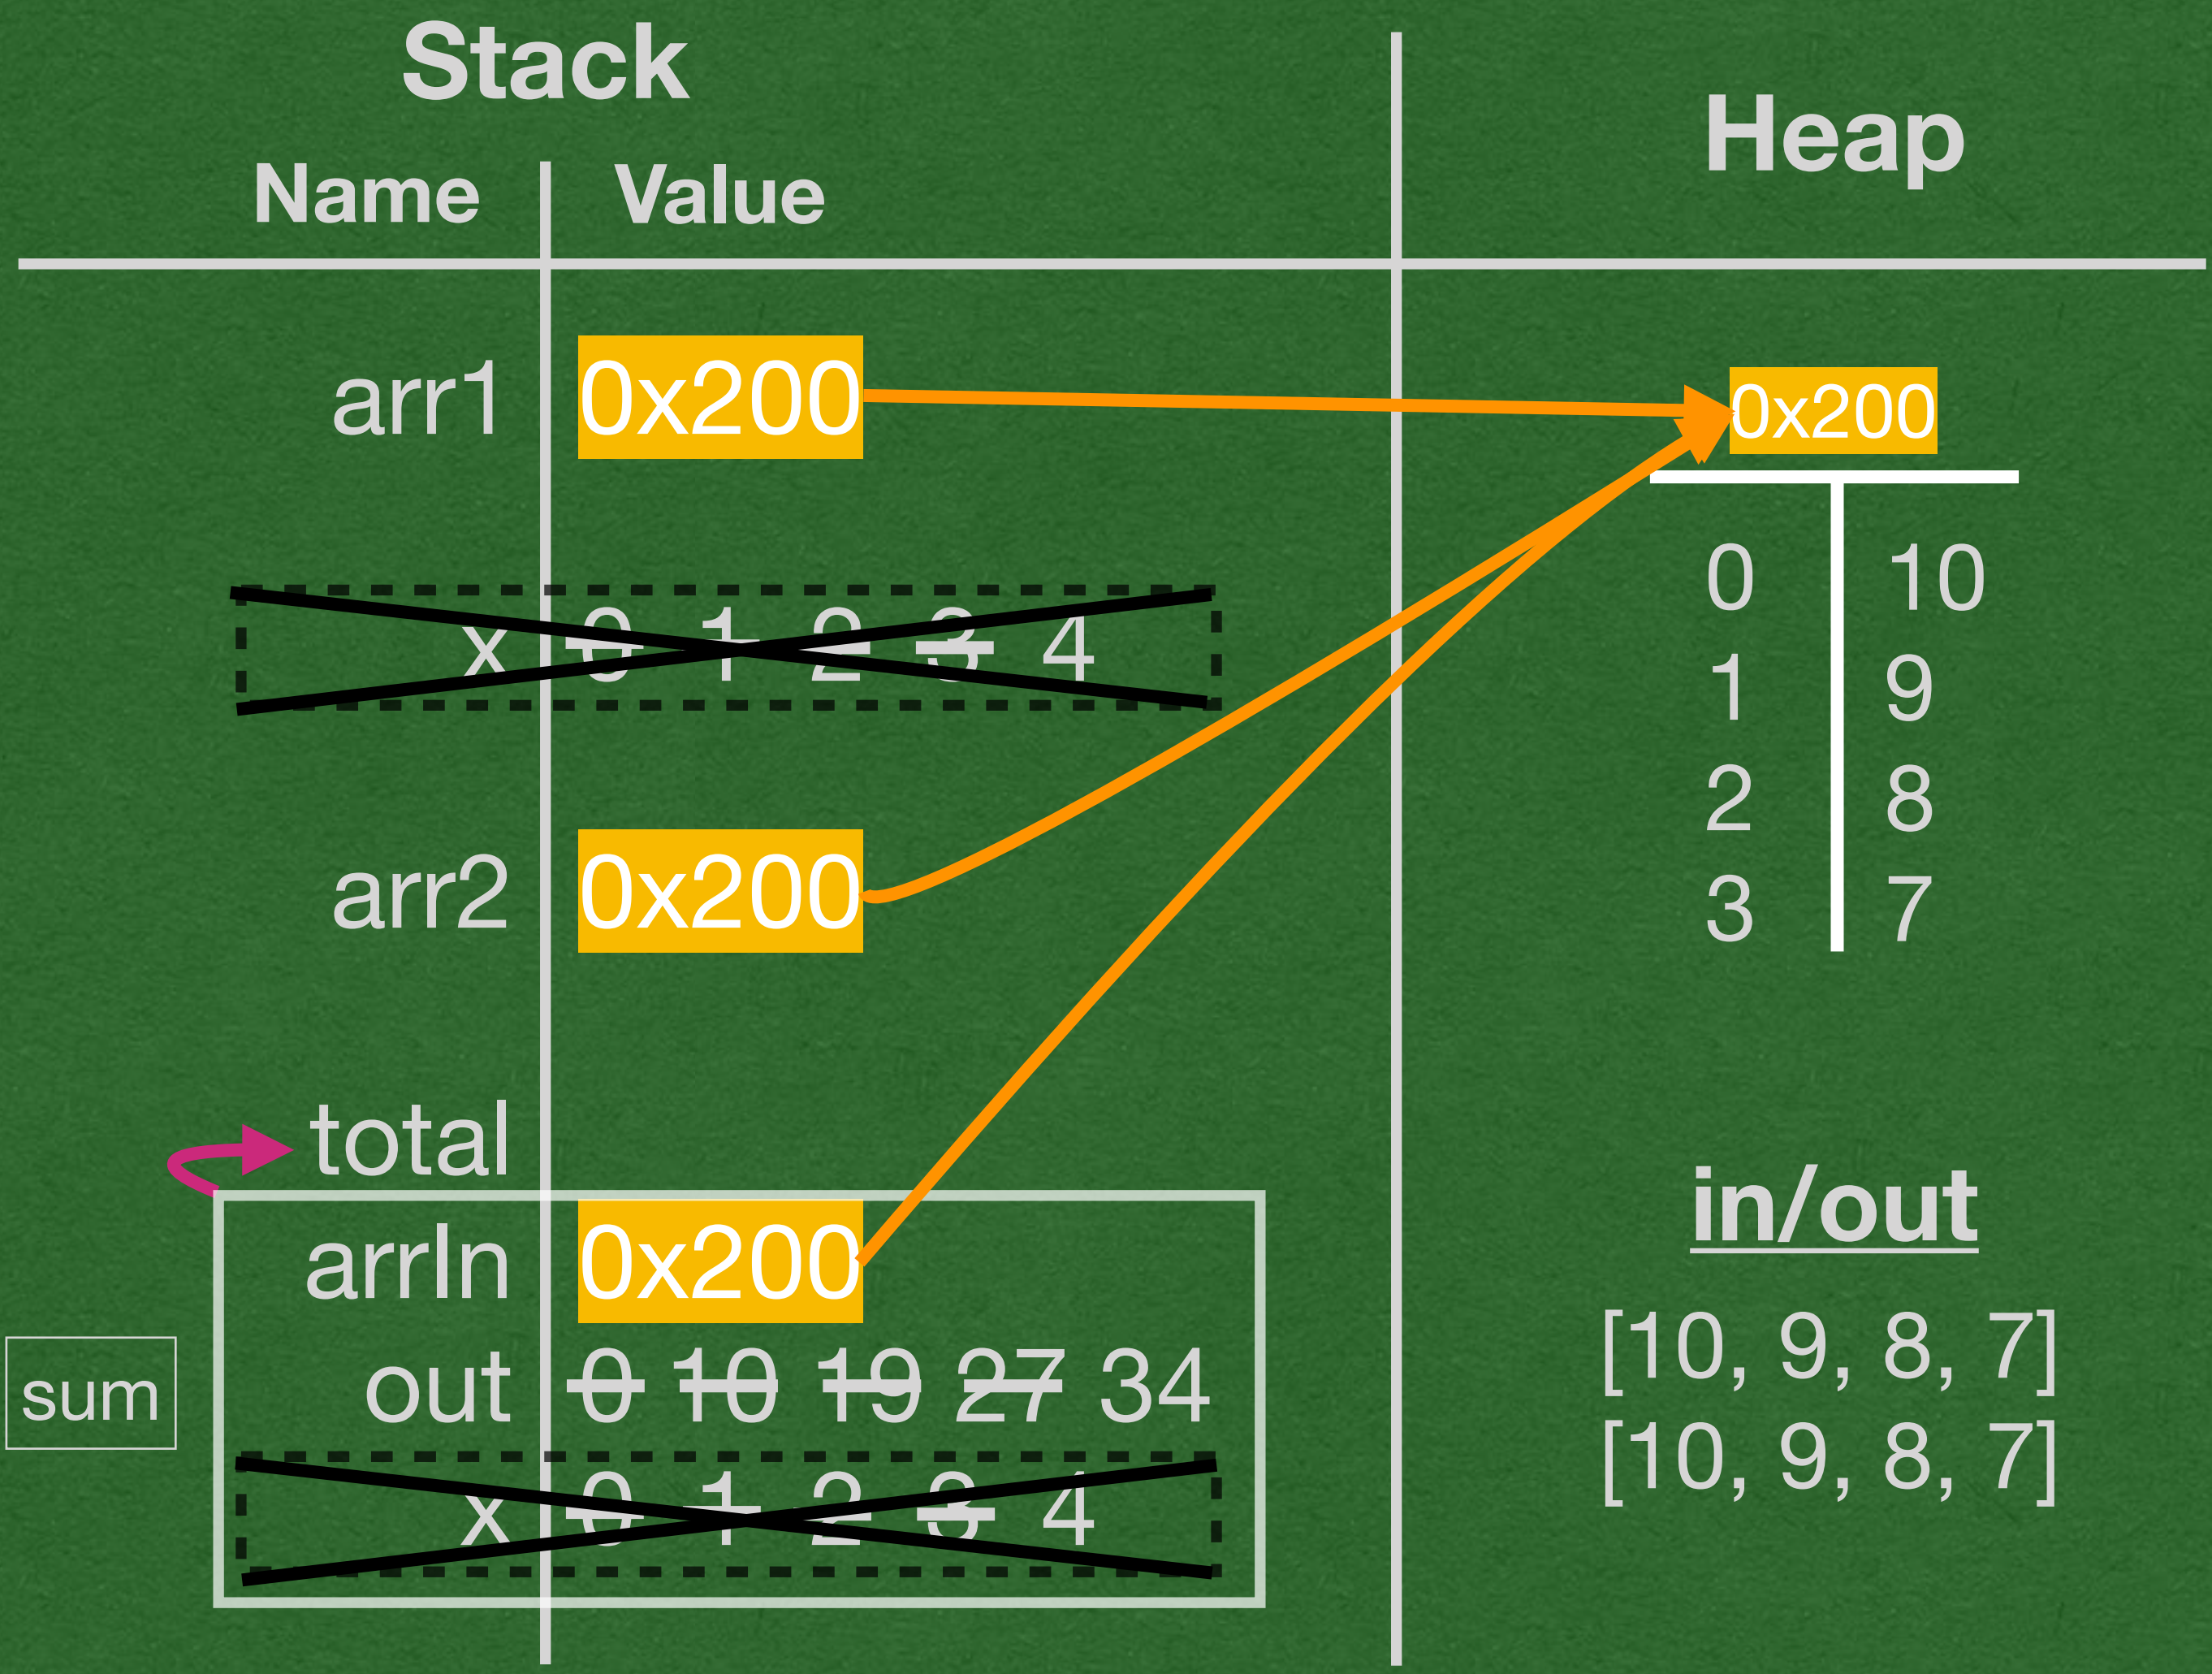 Stack
Heap
Name Value
arr1 0x200
0x200
0 10
x 0 1 2 3 4
1 9
2 8
arr2 0x200
3 7
total
in/out
arrIn 0x200
[10, 9, 8, 7]
sum
out 0 10 19 27 34
[10, 9, 8, 7]
x 0 1 2 3 4